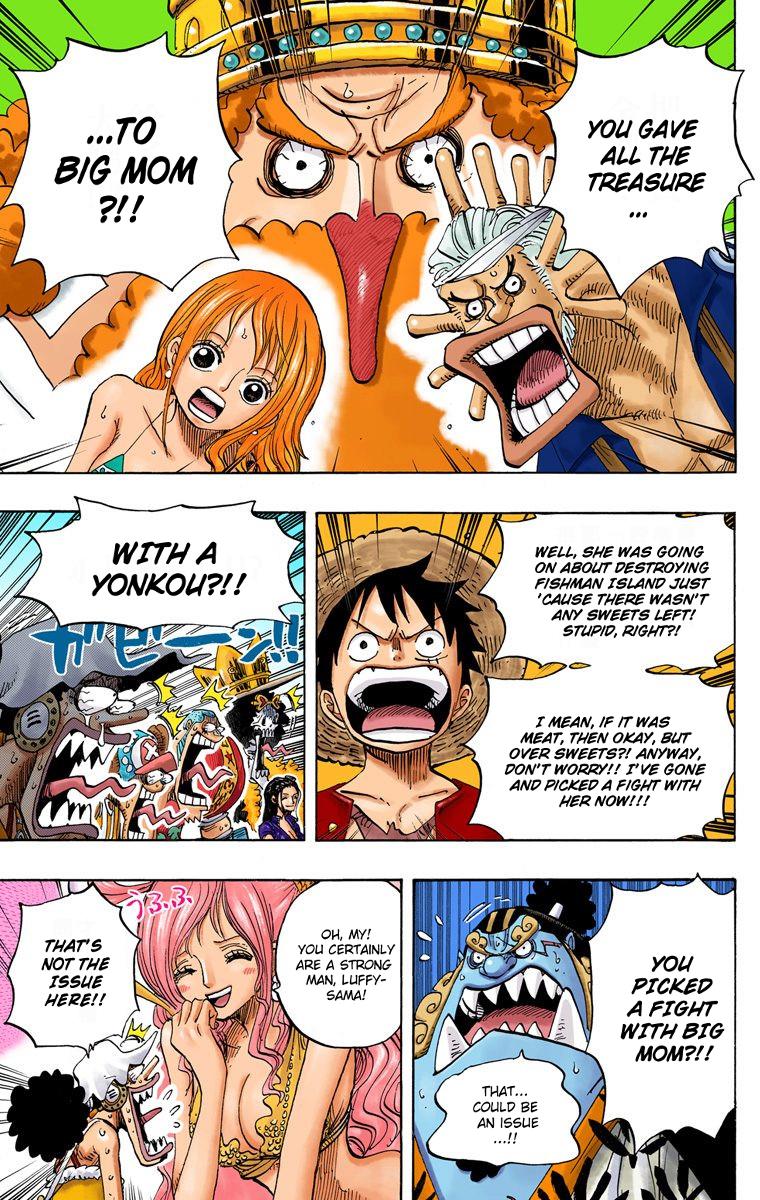 YOU GAVE
ALL THE
TREASURE
...
...TO
BIG MOM
?!!
WELL, SHE WAS GOING
ON ABOUT DESTROYING
FISHMAN ISLAND JUST
'CAUSE THERE WASN'T
ANY SWEETS LEFT!
STUPID, RIGHT?!
I MEAN, IF IT WAS
MEAT, THEN OKAY, BUT
OVER SWEETS?! ANYWAY,
DON'T WORRY!! I'VE GONE
AND PICKED A FIGHT WITH
HER NOW!!!
WITH A
YONKOU?!!
ガビーン!!
YOU
PICKED
A FIGHT
WITH BIG
MOM?!!
THAT...
COULD BE
AN ISSUE
...!!
OH, MY!
YOU CERTAINLY
ARE A STRONG
MAN, LUFFY-
SAMA!
うふふ
THAT'S
NOT THE
ISSUE
HERE!!